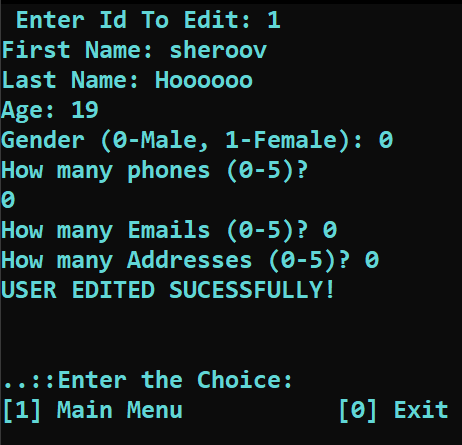 Enter Id To Edit: 1
First Name: sheroov
Last Name: Hoooooo
Age: 19
Gender (0-Male, 1-Female): 0
How many phones (0-5)?
0
How many Emails (0-5)? 0
How many Addresses (0-5)? 0
USER EDITED SUCESSFULLY!
..::Enter the Choice:
[1] Main Menu [0] Exit